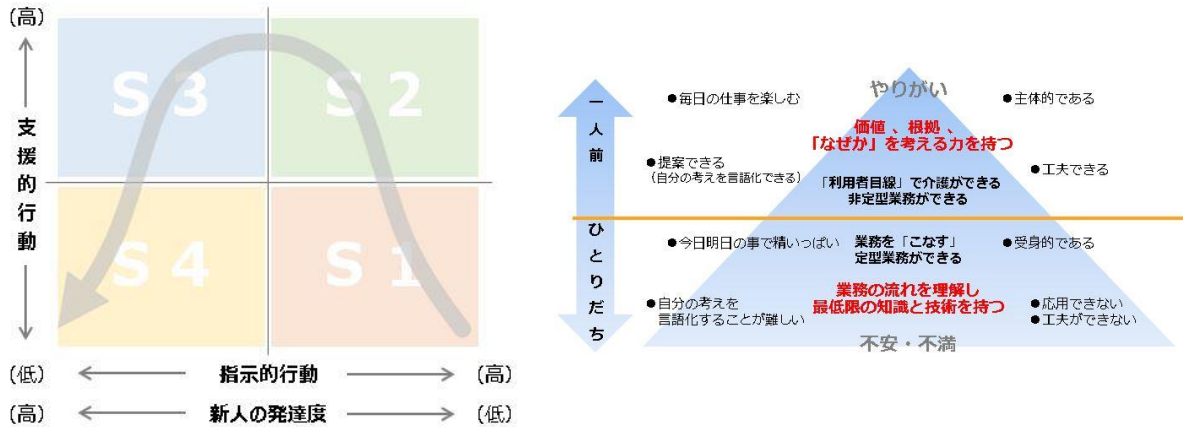 (高)
支援的行動
S 3
S 2
S 4
S 1
(低)
指示的行動
(高)
(高)
新人の発達度
(低)
一人前
ひとりだち
やりがい
●毎日の仕事を楽しむ
●主体的である
価値 、根拠 、
「なぜか」を考える力を持つ
●提案できる
(自分の考えを言語化できる)
●工夫できる
「利用者目線」で介護ができる
非定型業務ができる
●今日明日の事で精いっぱい
業務を「こなす」
定型業務ができる
●受身的である
業務の流れを理解し
最低限の知識と技術を持つ
●自分の考えを
言語化することが難しい
●応用できない
●工夫ができない
不安・不満